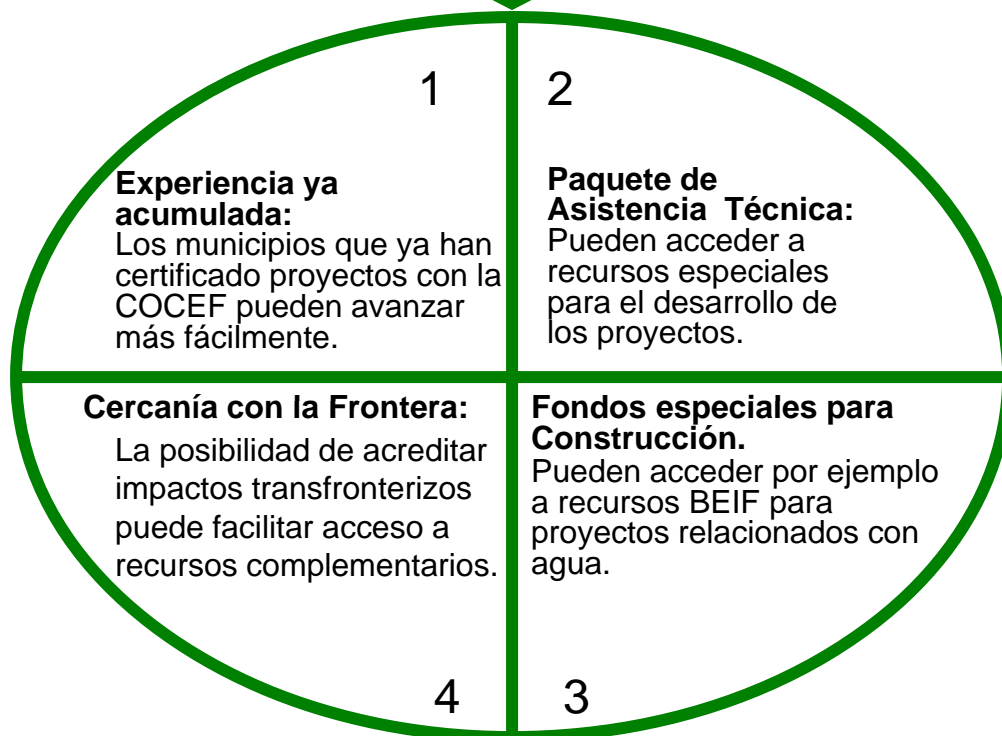 1
Experiencia ya
acumulada:
Los municipios que ya han
certificado proyectos con la
COCEF pueden avanzar
más fácilmente.
2
Paquete de
Asistencia Técnica:
Pueden acceder a
recursos especiales
para el desarrollo de
los proyectos.
Fondos especiales para
Construcción.
Pueden acceder por ejemplo
a recursos BEIF para
proyectos relacionados con
agua.
3
Cercanía con la Frontera:
La posibilidad de acreditar
impactos transfronterizos
puede facilitar acceso a
recursos complementarios.
4